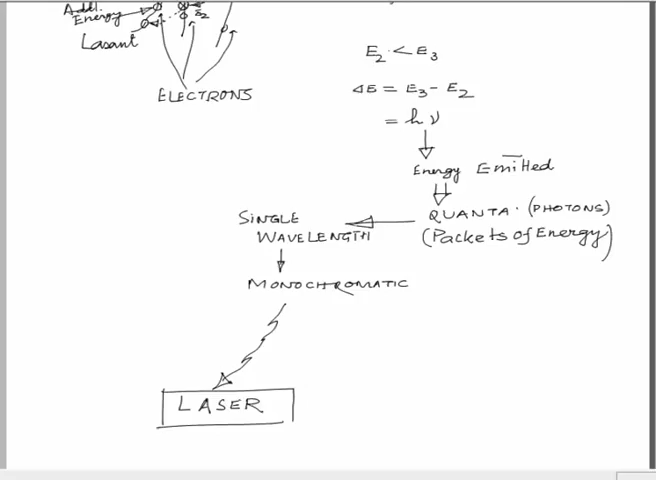 Addl.
Energy
E2
Lasant
ELECTRONS
E2 < E3
ΔE = E3 - E2
= hν
Energy Emitted
QUANTA. (PHOTONS)
(Packets of Energy)
SINGLE
WAVELENGTH
MONOCHROMATIC
LASER